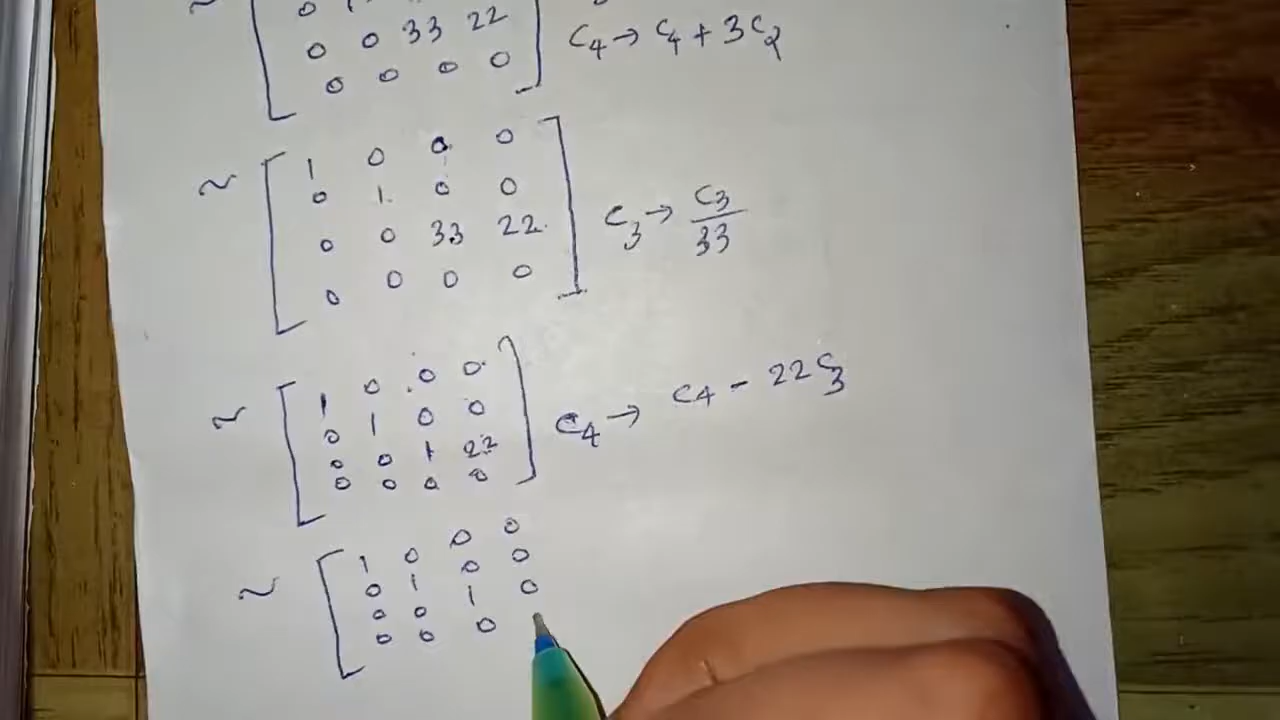 ~ 0 1
0 0 33 22 C4 → C4 + 3C2
0 0 0 0
~ 1 0 0 0
0 1 0 0
0 0 33 22 C3 → C3/33
0 0 0 0
~ 1 0 0 0
0 1 0 0 C4 → C4 - 22C3
0 0 1 22
0 0 0 0
~ 1 0 0 0
0 1 0 0
0 0 1 0
0 0 0